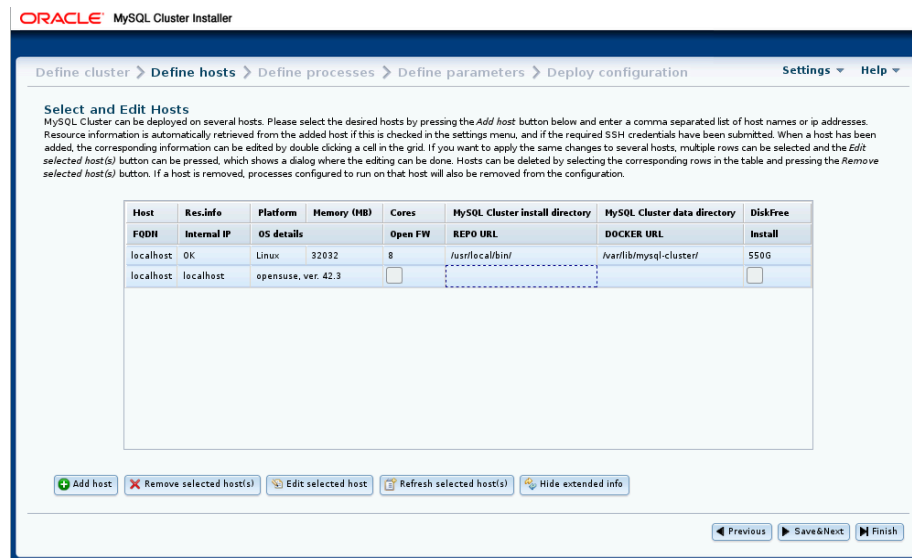 ORACLE® MySQL Cluster Installer
Define cluster > Define hosts > Define processes > Define parameters > Deploy configuration Settings Help
Select and Edit Hosts
MySQL Cluster can be deployed on several hosts. Please select the desired hosts by pressing the Add host button below and enter a comma separated list of host names or ip addresses.
Resource information is automatically retrieved from the added host if this is checked in the settings menu, and if the required SSH credentials have been submitted. When a host has been
added, the corresponding information can be edited by double clicking a cell in the grid. If you want to apply the same changes to several hosts, multiple rows can be selected and the Edit
selected host(s) button can be pressed, which shows a dialog where the editing can be done. Hosts can be deleted by selecting the corresponding rows in the table and pressing the Remove
selected host(s) button. If a host is removed, processes configured to run on that host will also be removed from the configuration.
Host Res.info Platform Memory (MB) Cores MySQL Cluster install directory MySQL Cluster data directory DiskFree
FQDN Internal IP OS details Open FW REPO URL DOCKER URL Install
localhost OK Linux 32032 8 /usr/local/bin/ /var/lib/mysql-cluster/ 550G
localhost localhost opensuse, ver. 42.3
Add host Remove selected host(s) Edit selected host Refresh selected host(s) Hide extended info
Previous Save&Next Finish